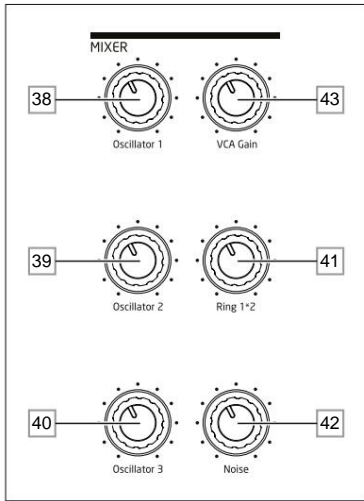 MIXER
38 43
Oscillator 1 VCA Gain
39 41
Oscillator 2 Ring 1*2
40 42
Oscillator 3 Noise